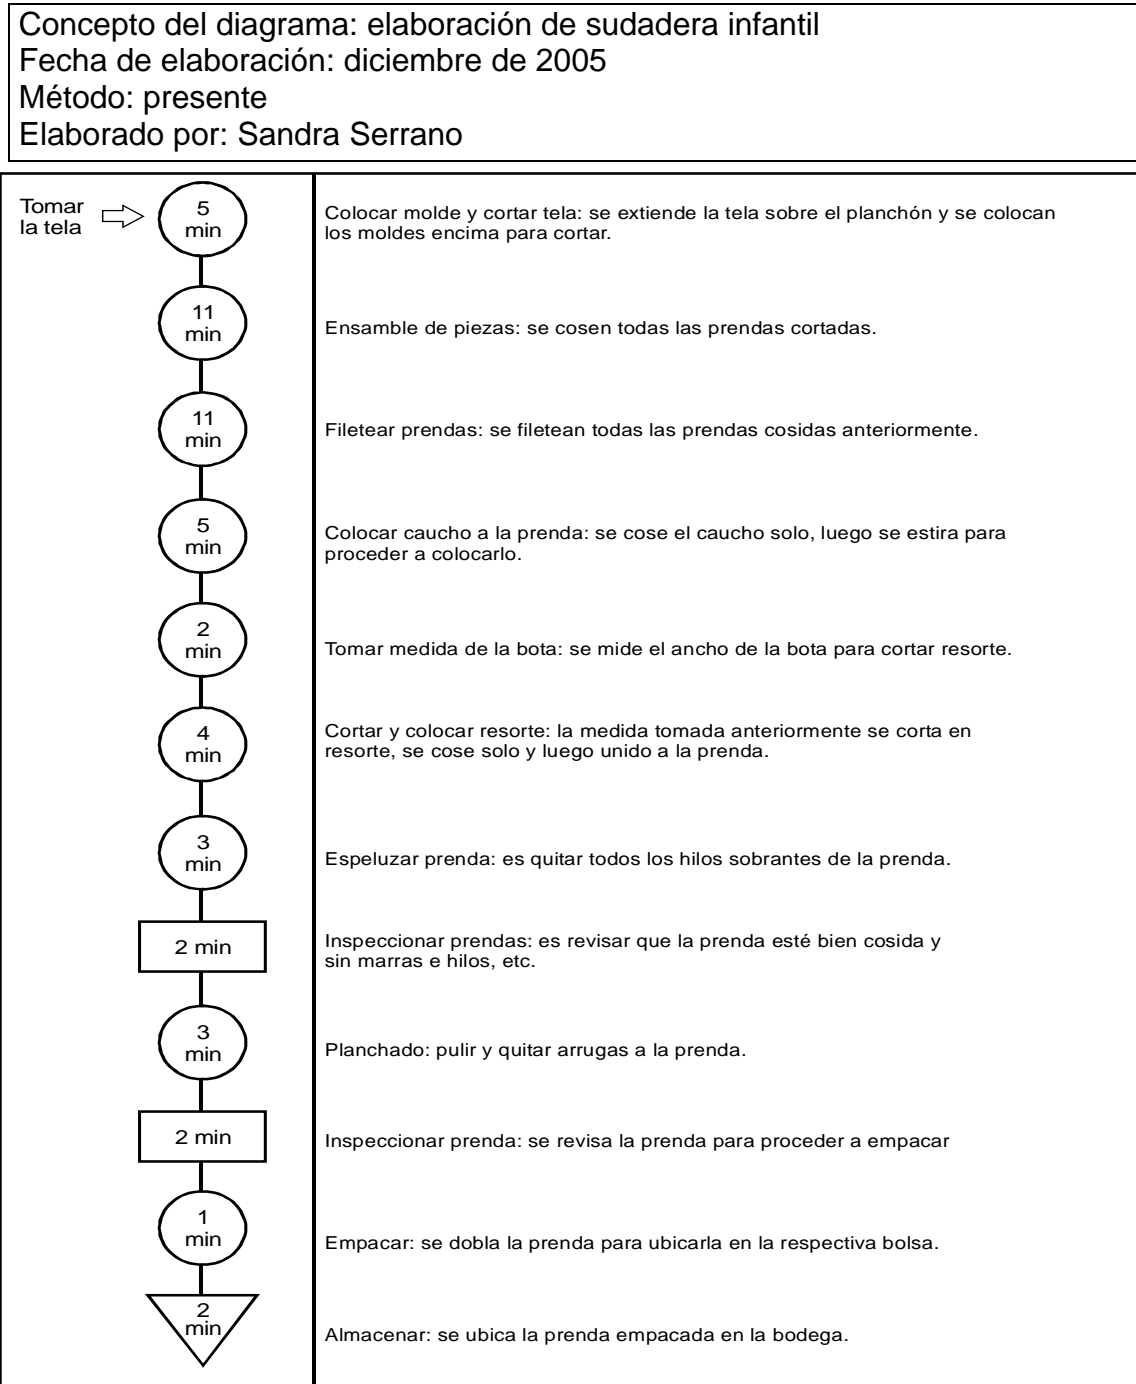 Concepto del diagrama: elaboración de sudadera infantil
Fecha de elaboración: diciembre de 2005
Método: presente
Elaborado por: Sandra Serrano
Tomar
la tela
5
min
Colocar molde y cortar tela: se extiende la tela sobre el planchón y se colocan
los moldes encima para cortar.
11
min
Ensamble de piezas: se cosen todas las prendas cortadas.
11
min
Filetear prendas: se filetean todas las prendas cosidas anteriormente.
5
min
Colocar caucho a la prenda: se cose el caucho solo, luego se estira para
proceder a colocarlo.
2
min
Tomar medida de la bota: se mide el ancho de la bota para cortar resorte.
4
min
Cortar y colocar resorte: la medida tomada anteriormente se corta en
resorte, se cose solo y luego unido a la prenda.
3
min
Espeluzar prenda: es quitar todos los hilos sobrantes de la prenda.
2 min
Inspeccionar prendas: es revisar que la prenda esté bien cosida y
sin marras e hilos, etc.
3
min
Planchado: pulir y quitar arrugas a la prenda.
2 min
Inspeccionar prenda: se revisa la prenda para proceder a empacar
1
min
Empacar: se dobla la prenda para ubicarla en la respectiva bolsa.
2
min
Almacenar: se ubica la prenda empacada en la bodega.